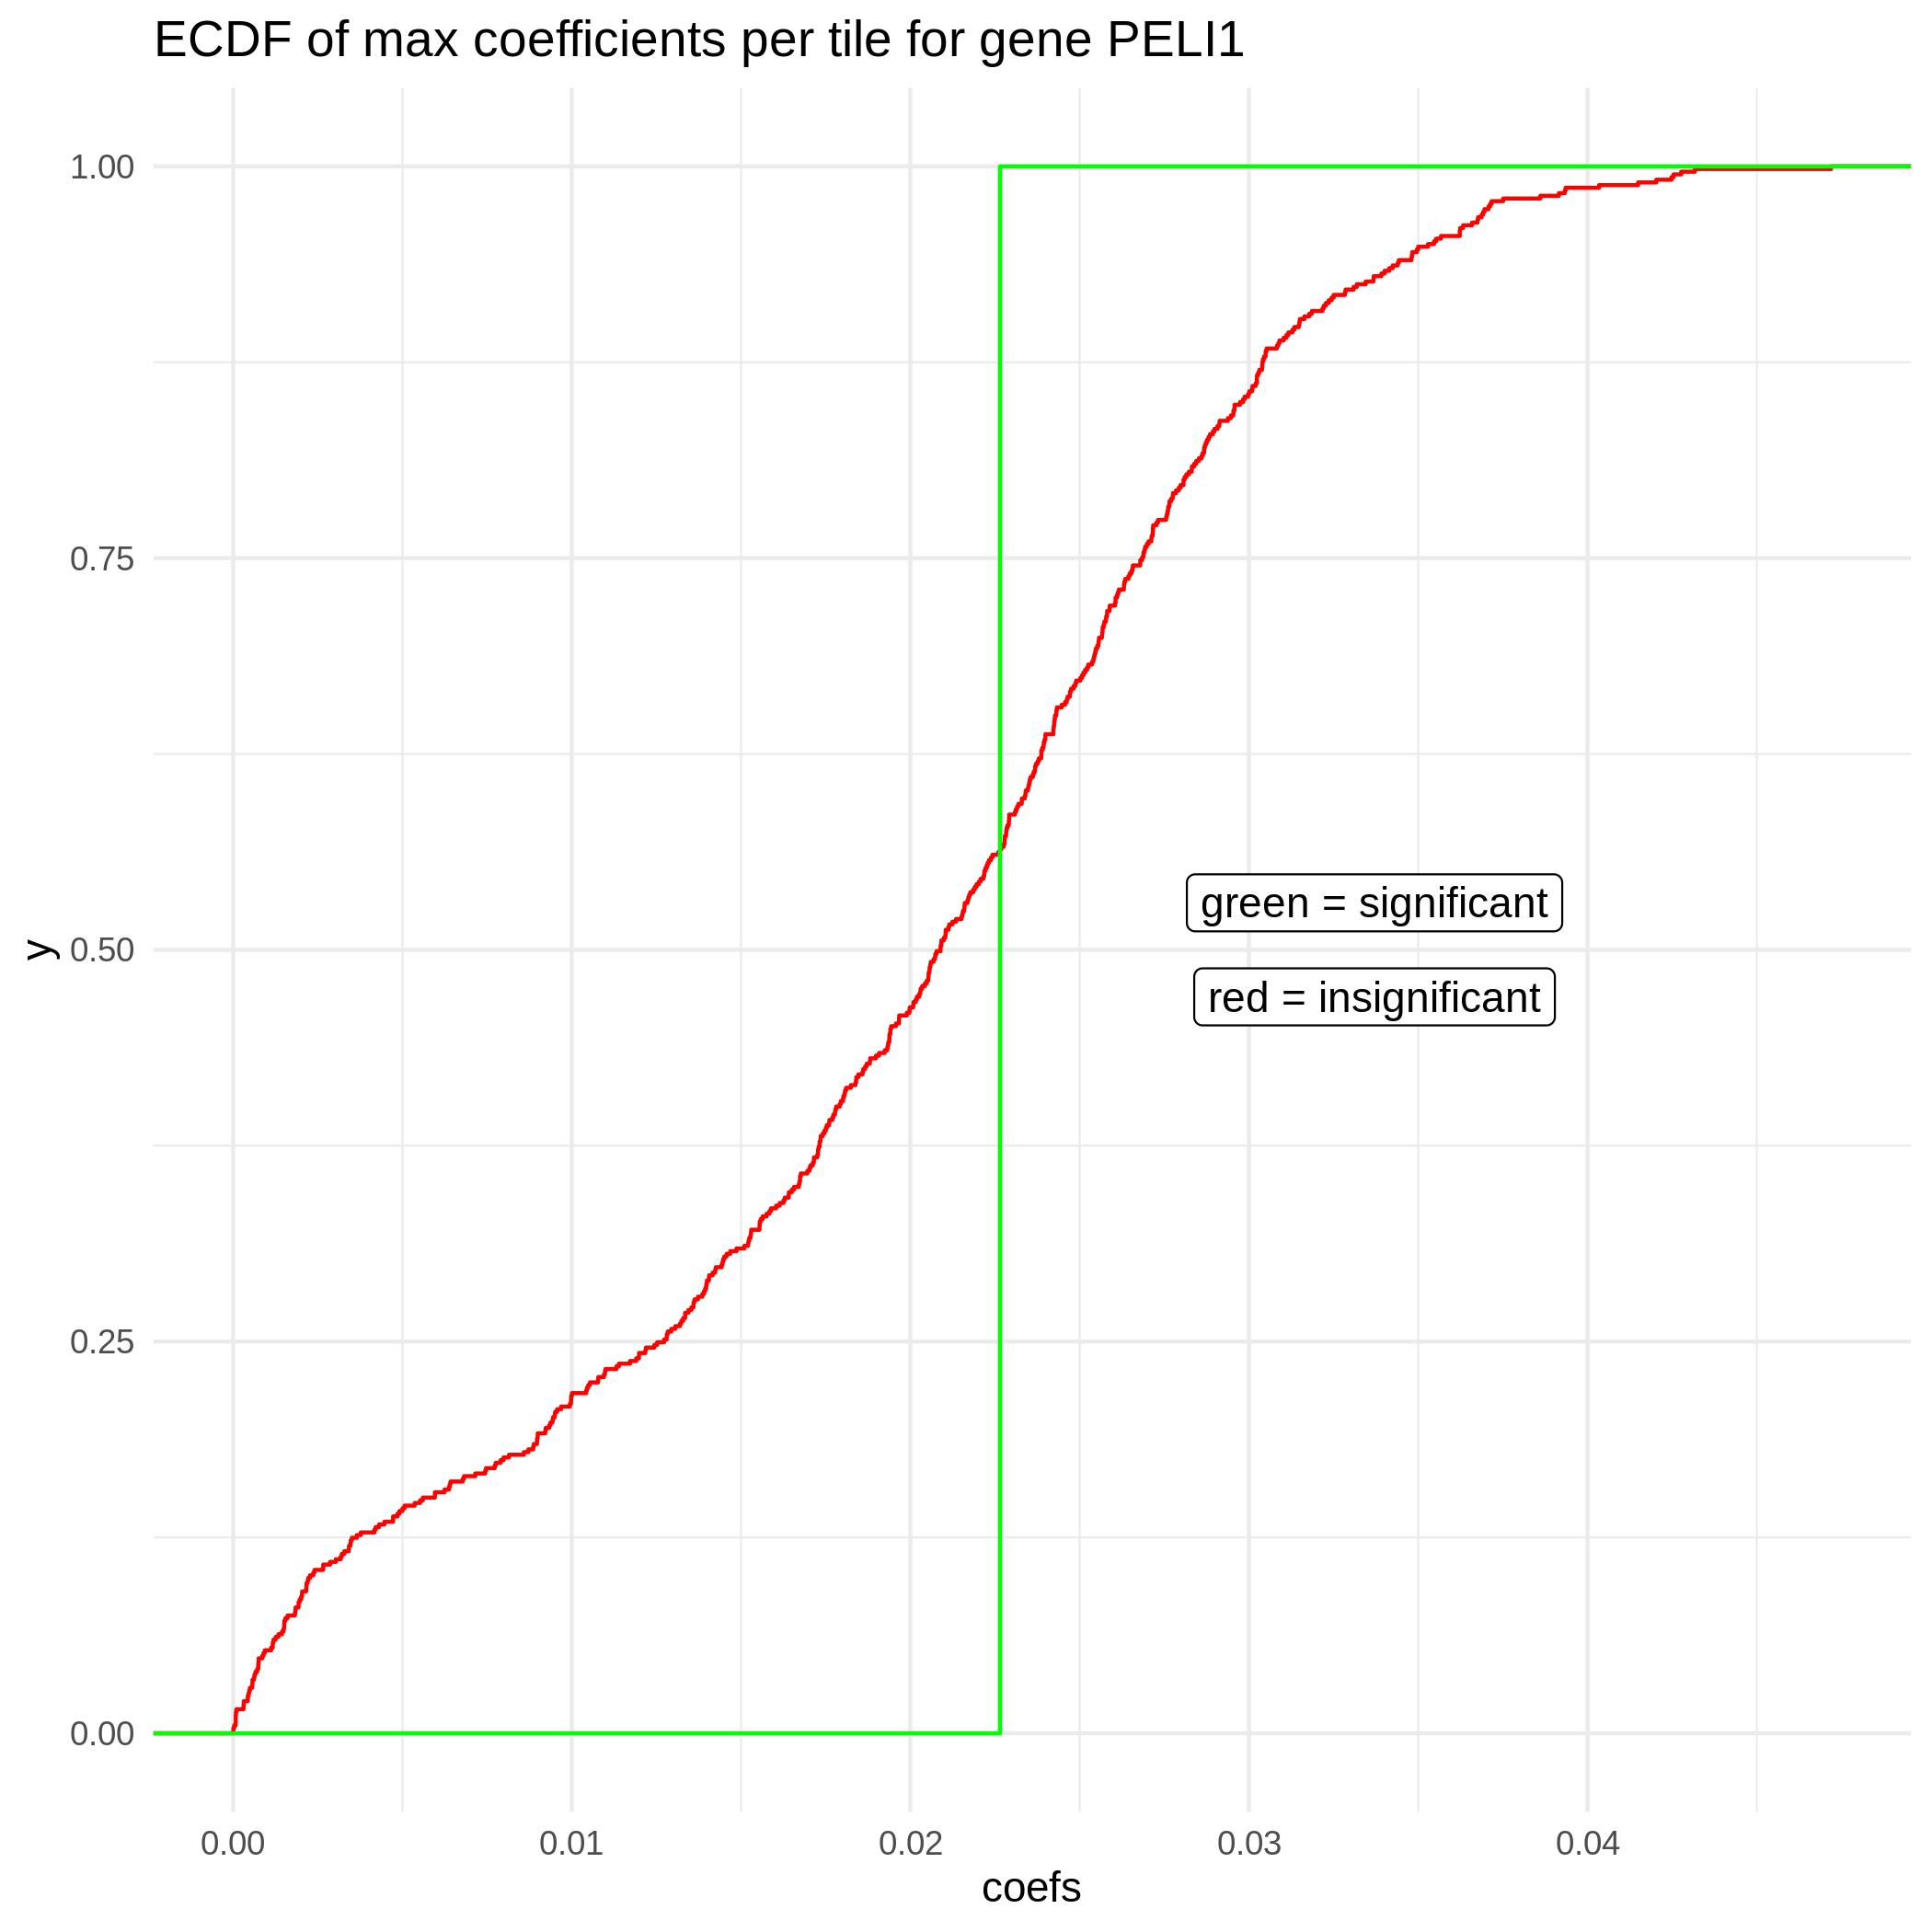 ECDF of max coefficients per tile for gene PELI1
1.00
0.75
0.50
0.25
0.00
y
green = significant
red = insignificant
0.00 0.01 0.02 0.03 0.04
coefs